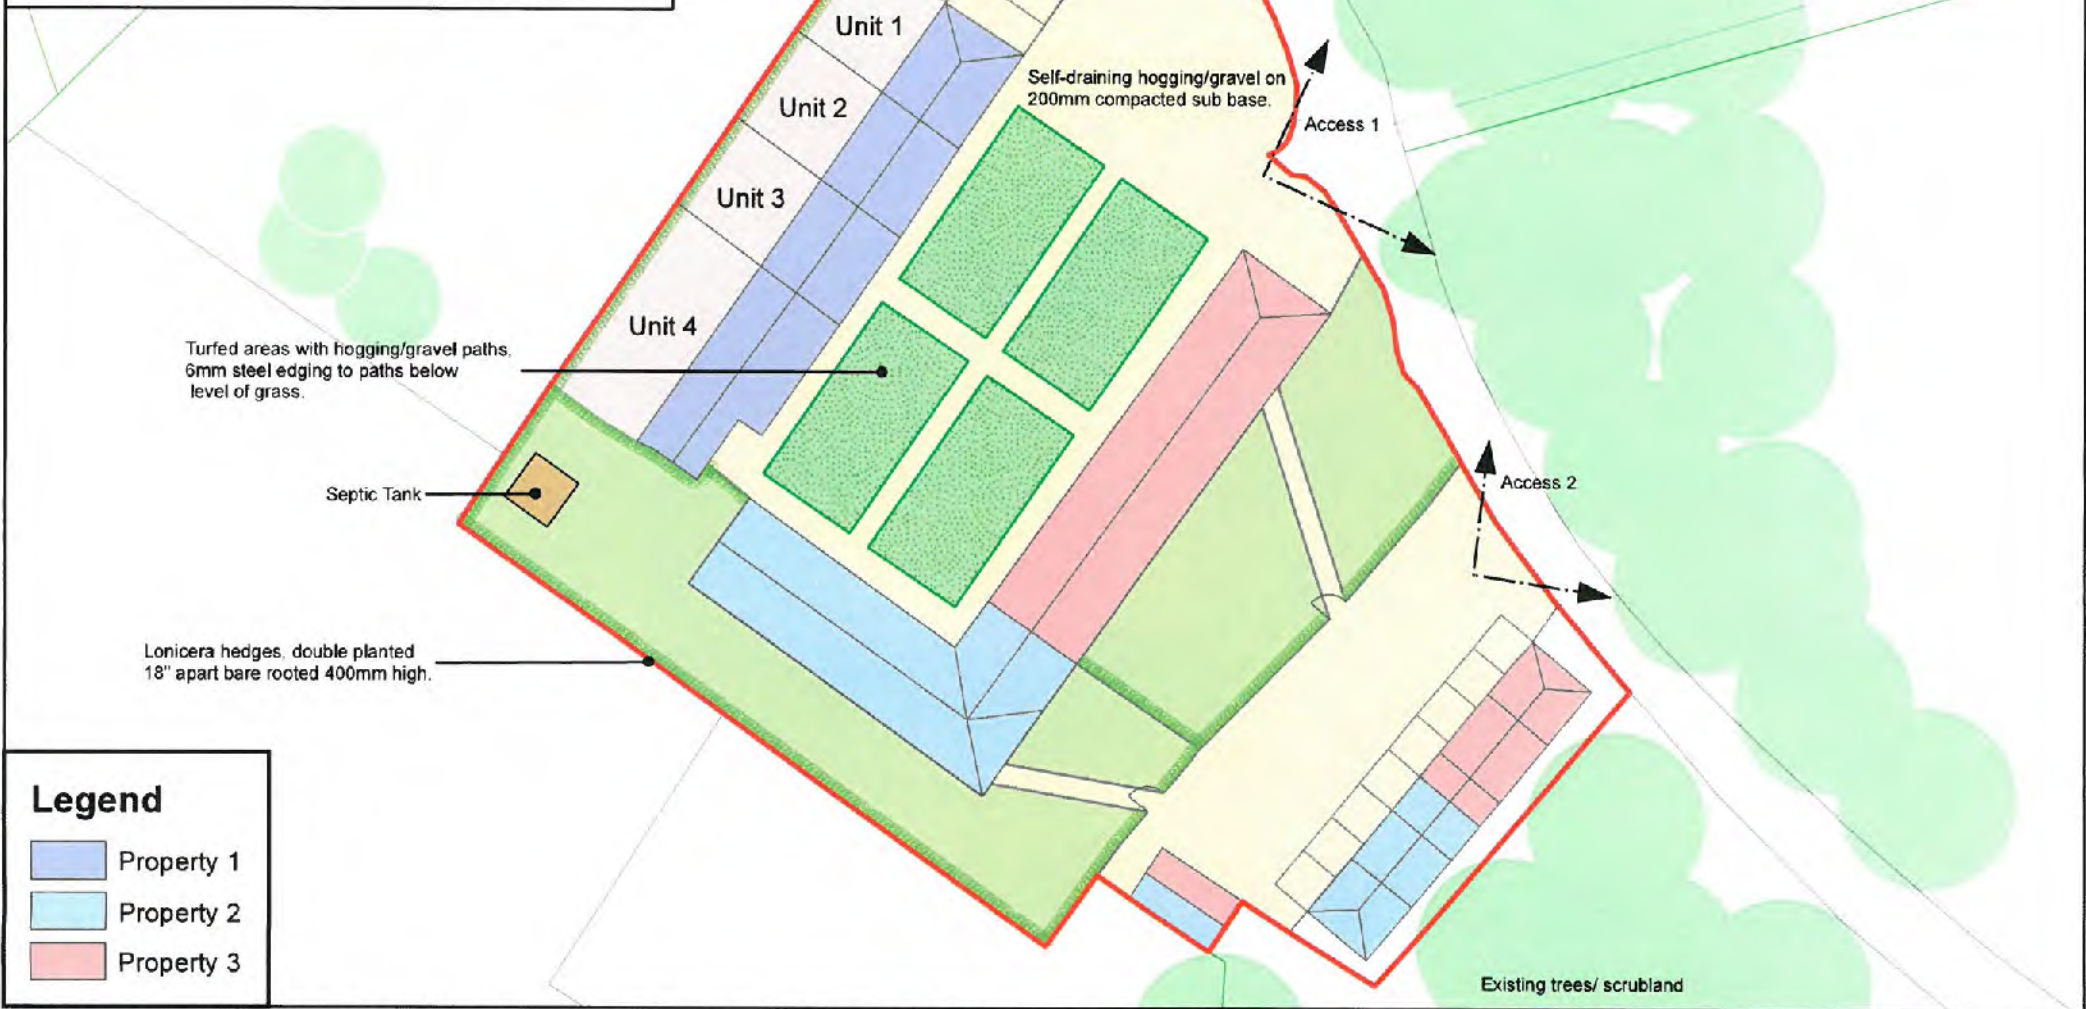 Unit 1
Self-draining hogging/gravel on
200mm compacted sub base.
Unit 2
Access 1
Unit 3
Unit 4
Turfed areas with hogging/gravel paths,
6mm steel edging to paths below
level of grass.
Septic Tank
Access 2
Lonicera hedges, double planted
18" apart bare rooted 400mm high.
Legend
Property 1
Property 2
Property 3
Existing trees/ scrubland